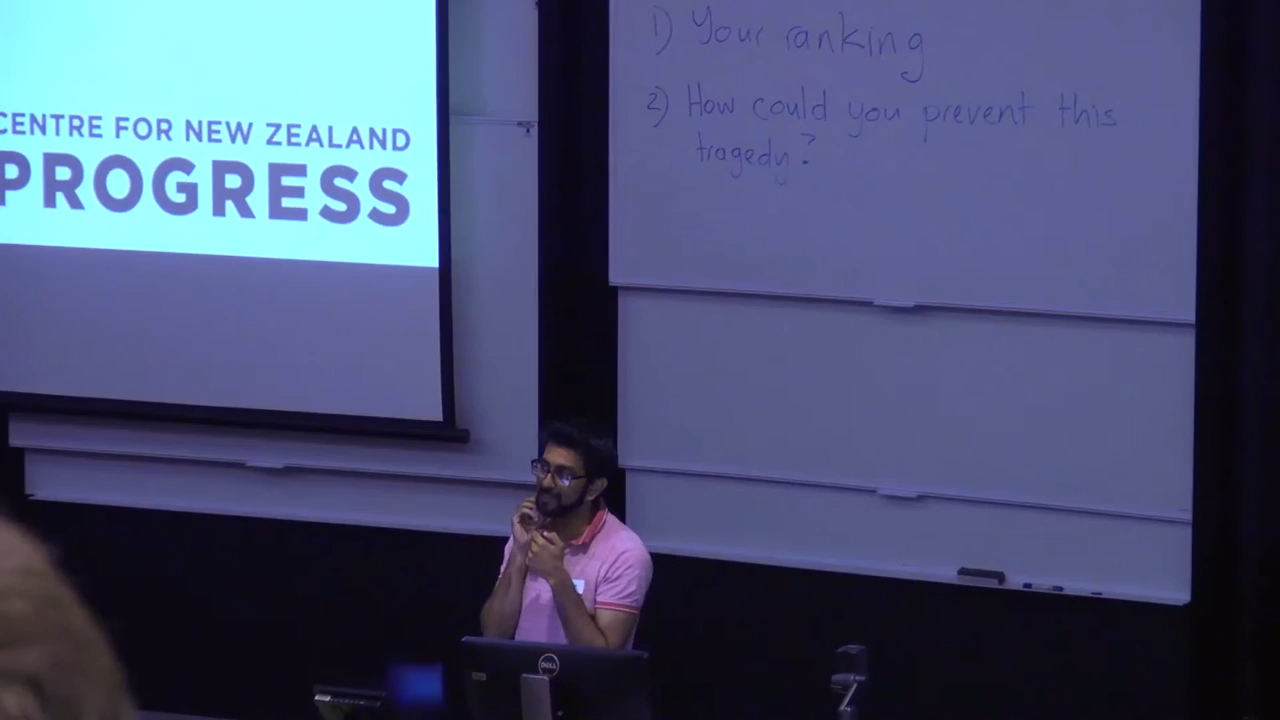 CENTRE FOR NEW ZEALAND
PROGRESS
1) Your ranking
2) How could you prevent this
tragedy?
DELL